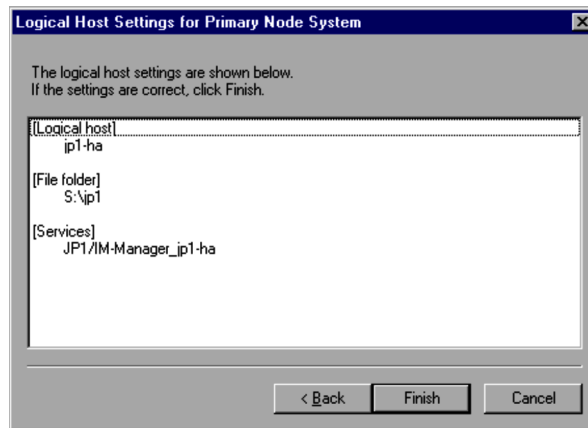 Logical Host Settings for Primary Node System
The logical host settings are shown below.
If the settings are correct, click Finish.
[Logical host]
jp1-ha
[File folder]
S:\jp1
[Services]
JP1/IM-Manager_jp1-ha
< Back
Finish
Cancel